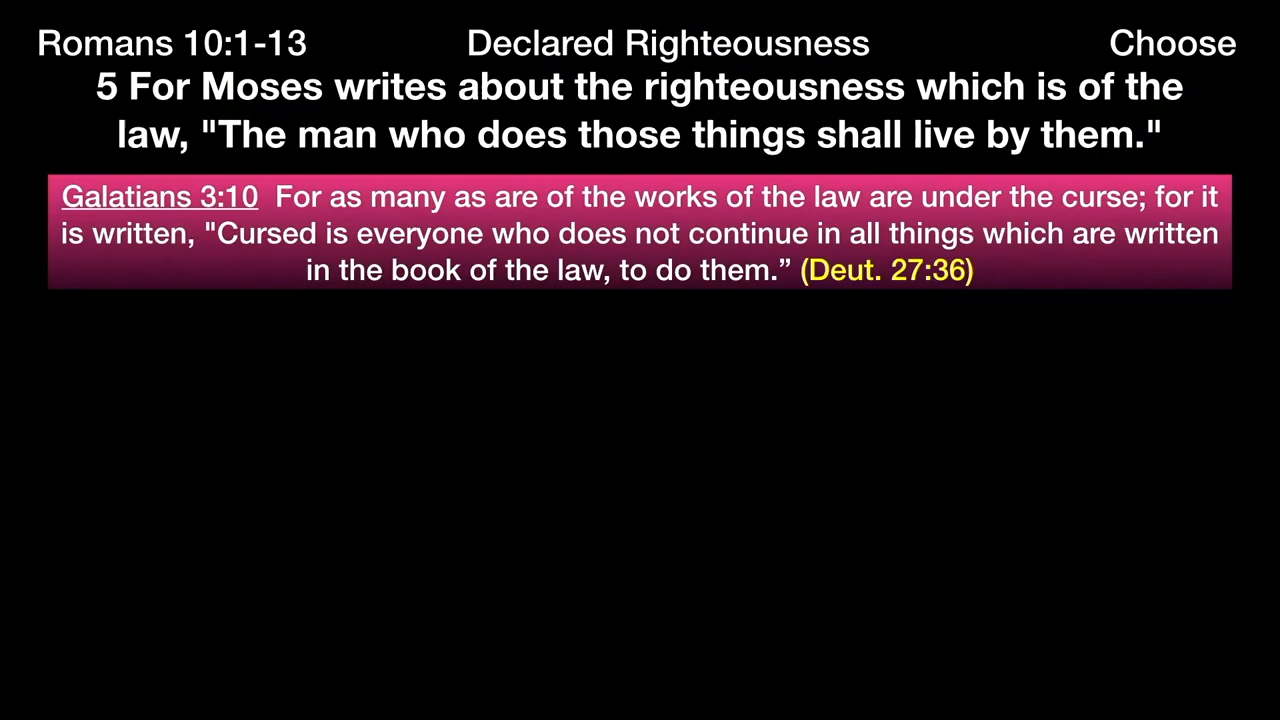 Romans 10:1-13 Declared Righteousness Choose
5 For Moses writes about the righteousness which is of the
law, "The man who does those things shall live by them."
Galatians 3:10 For as many as are of the works of the law are under the curse; for it
is written, "Cursed is everyone who does not continue in all things which are written
in the book of the law, to do them.” (Deut. 27:36)